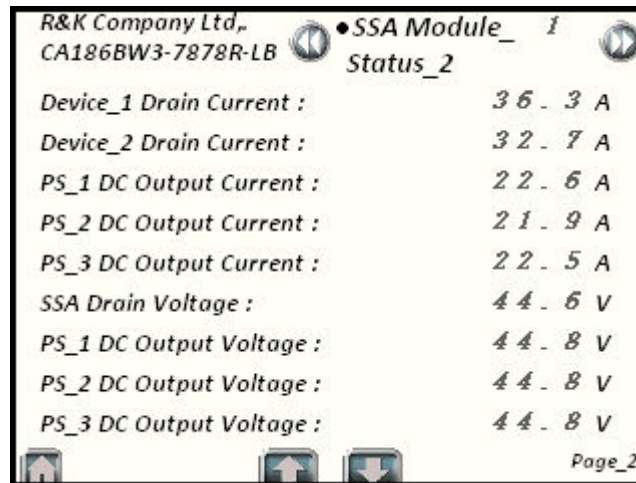 R&K Company Ltd,.
CA186BW3-7878R-LB
●SSA Module_ 1
Status_2
Device_1 Drain Current : 36.3 A
Device_2 Drain Current : 32.7 A
PS_1 DC Output Current : 22.6 A
PS_2 DC Output Current : 21.9 A
PS_3 DC Output Current : 22.5 A
SSA Drain Voltage : 44.6 V
PS_1 DC Output Voltage : 44.8 V
PS_2 DC Output Voltage : 44.8 V
PS_3 DC Output Voltage : 44.8 V
Page_2